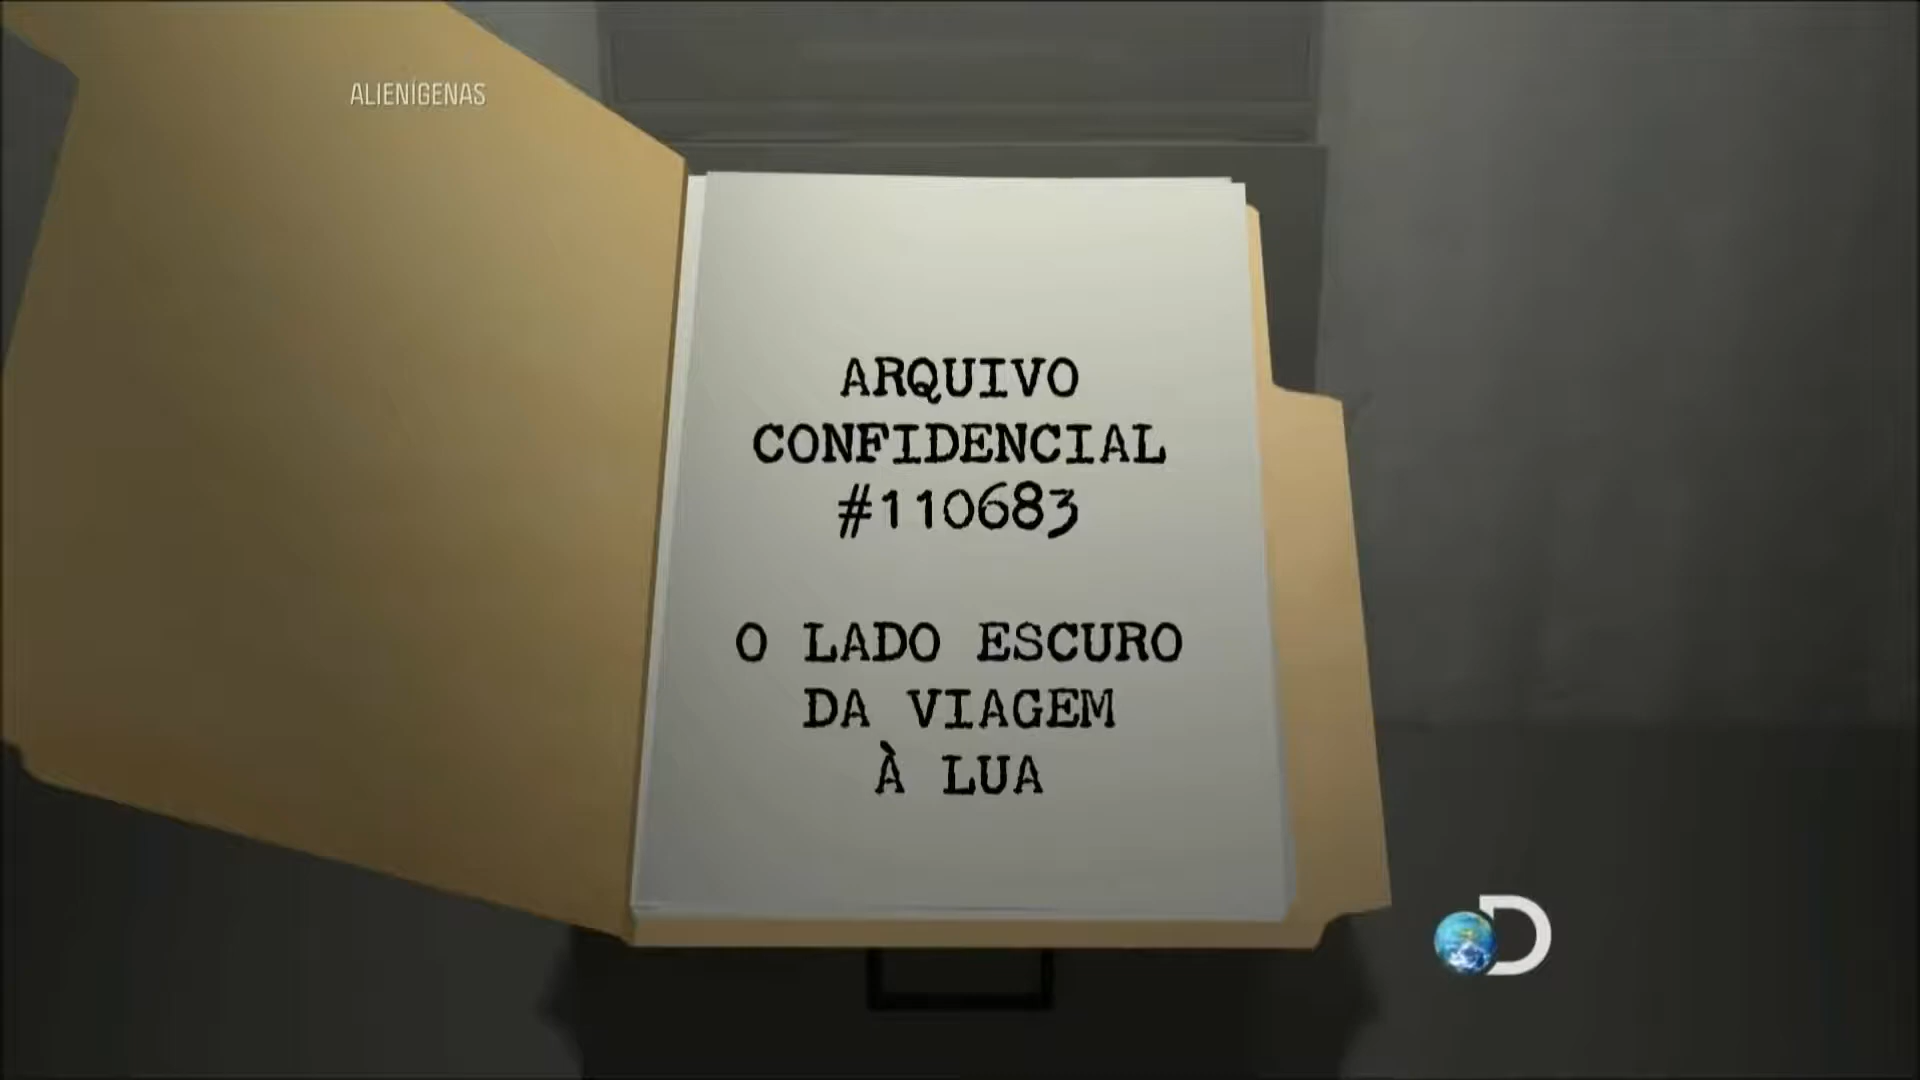 ALIENÍGENAS
ARQUIVO
CONFIDENCIAL
#110683
O LADO ESCURO
DA VIAGEM
À LUA
D